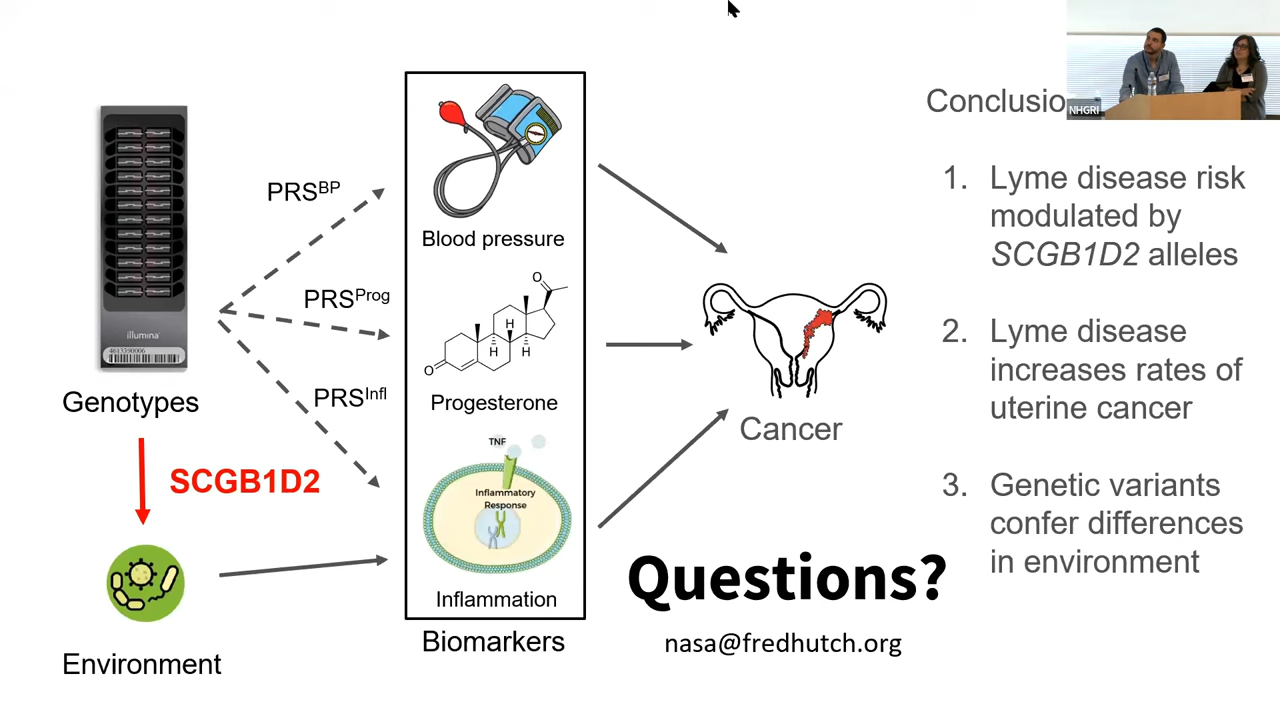 PRS^BP
PRS^Prog
PRS^Infl
illumina
Genotypes
SCGB1D2
Environment
Blood pressure
O
H
H
H
O
Progesterone
TNF
Inflammatory
Response
Inflammation
Biomarkers
Cancer
Questions?
nasa@fredhutch.org
Conclusio
NHGRI
1. Lyme disease risk
modulated by
SCGB1D2 alleles
2. Lyme disease
increases rates of
uterine cancer
3. Genetic variants
confer differences
in environment